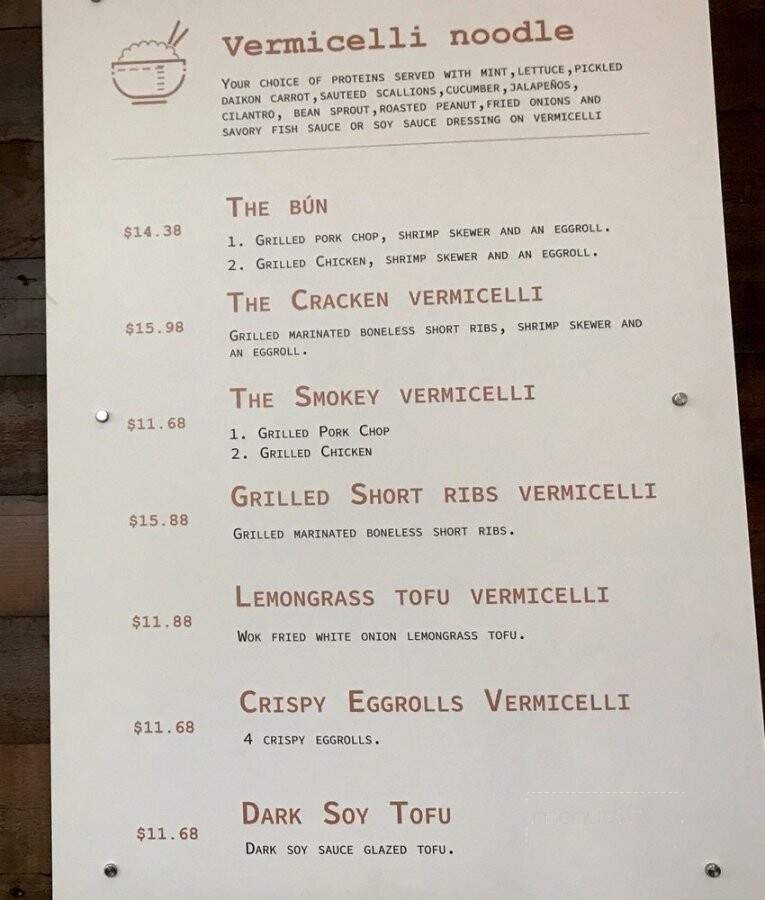 Vermicelli noodle
YOUR CHOICE OF PROTEINS SERVED WITH MINT,LETTUCE,PICKLED
DAIKON CARROT,SAUTEED SCALLIONS,CUCUMBER,JALAPEÑOS,
CILANTRO, BEAN SPROUT,ROASTED PEANUT,FRIED ONIONS AND
SAVORY FISH SAUCE OR SOY SAUCE DRESSING ON VERMICELLI
THE BÚN
$14.38
1. GRILLED PORK CHOP, SHRIMP SKEWER AND AN EGGROLL.
2. GRILLED CHICKEN, SHRIMP SKEWER AND AN EGGROLL.
THE CRACKEN VERMICELLI
$15.98
GRILLED MARINATED BONELESS SHORT RIBS, SHRIMP SKEWER AND
AN EGGROLL.
THE SMOKEY VERMICELLI
$11.68
1. GRILLED PORK CHOP
2. GRILLED CHICKEN
GRILLED SHORT RIBS VERMICELLI
$15.88
GRILLED MARINATED BONELESS SHORT RIBS.
LEMONGRASS TOFU VERMICELLI
$11.88
WOK FRIED WHITE ONION LEMONGRASS TOFU.
CRISPY EGGROLLS VERMICELLI
$11.68
4 CRISPY EGGROLLS.
DARK SOY TOFU
$11.68
DARK SOY SAUCE GLAZED TOFU.